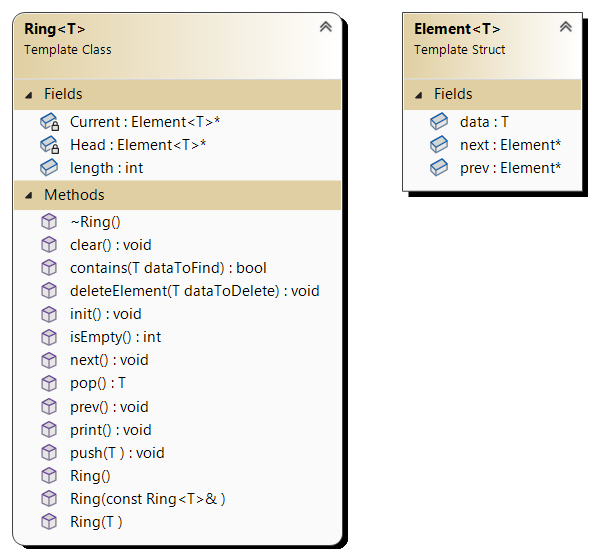 Ring<T>
Template Class
Fields
Current : Element<T>*
Head : Element<T>*
length : int
Methods
~Ring()
clear() : void
contains(T dataToFind) : bool
deleteElement(T dataToDelete) : void
init() : void
isEmpty() : int
next() : void
pop() : T
prev() : void
print() : void
push(T ) : void
Ring()
Ring(const Ring<T>& )
Ring(T )
Element<T>
Template Struct
Fields
data : T
next : Element*
prev : Element*